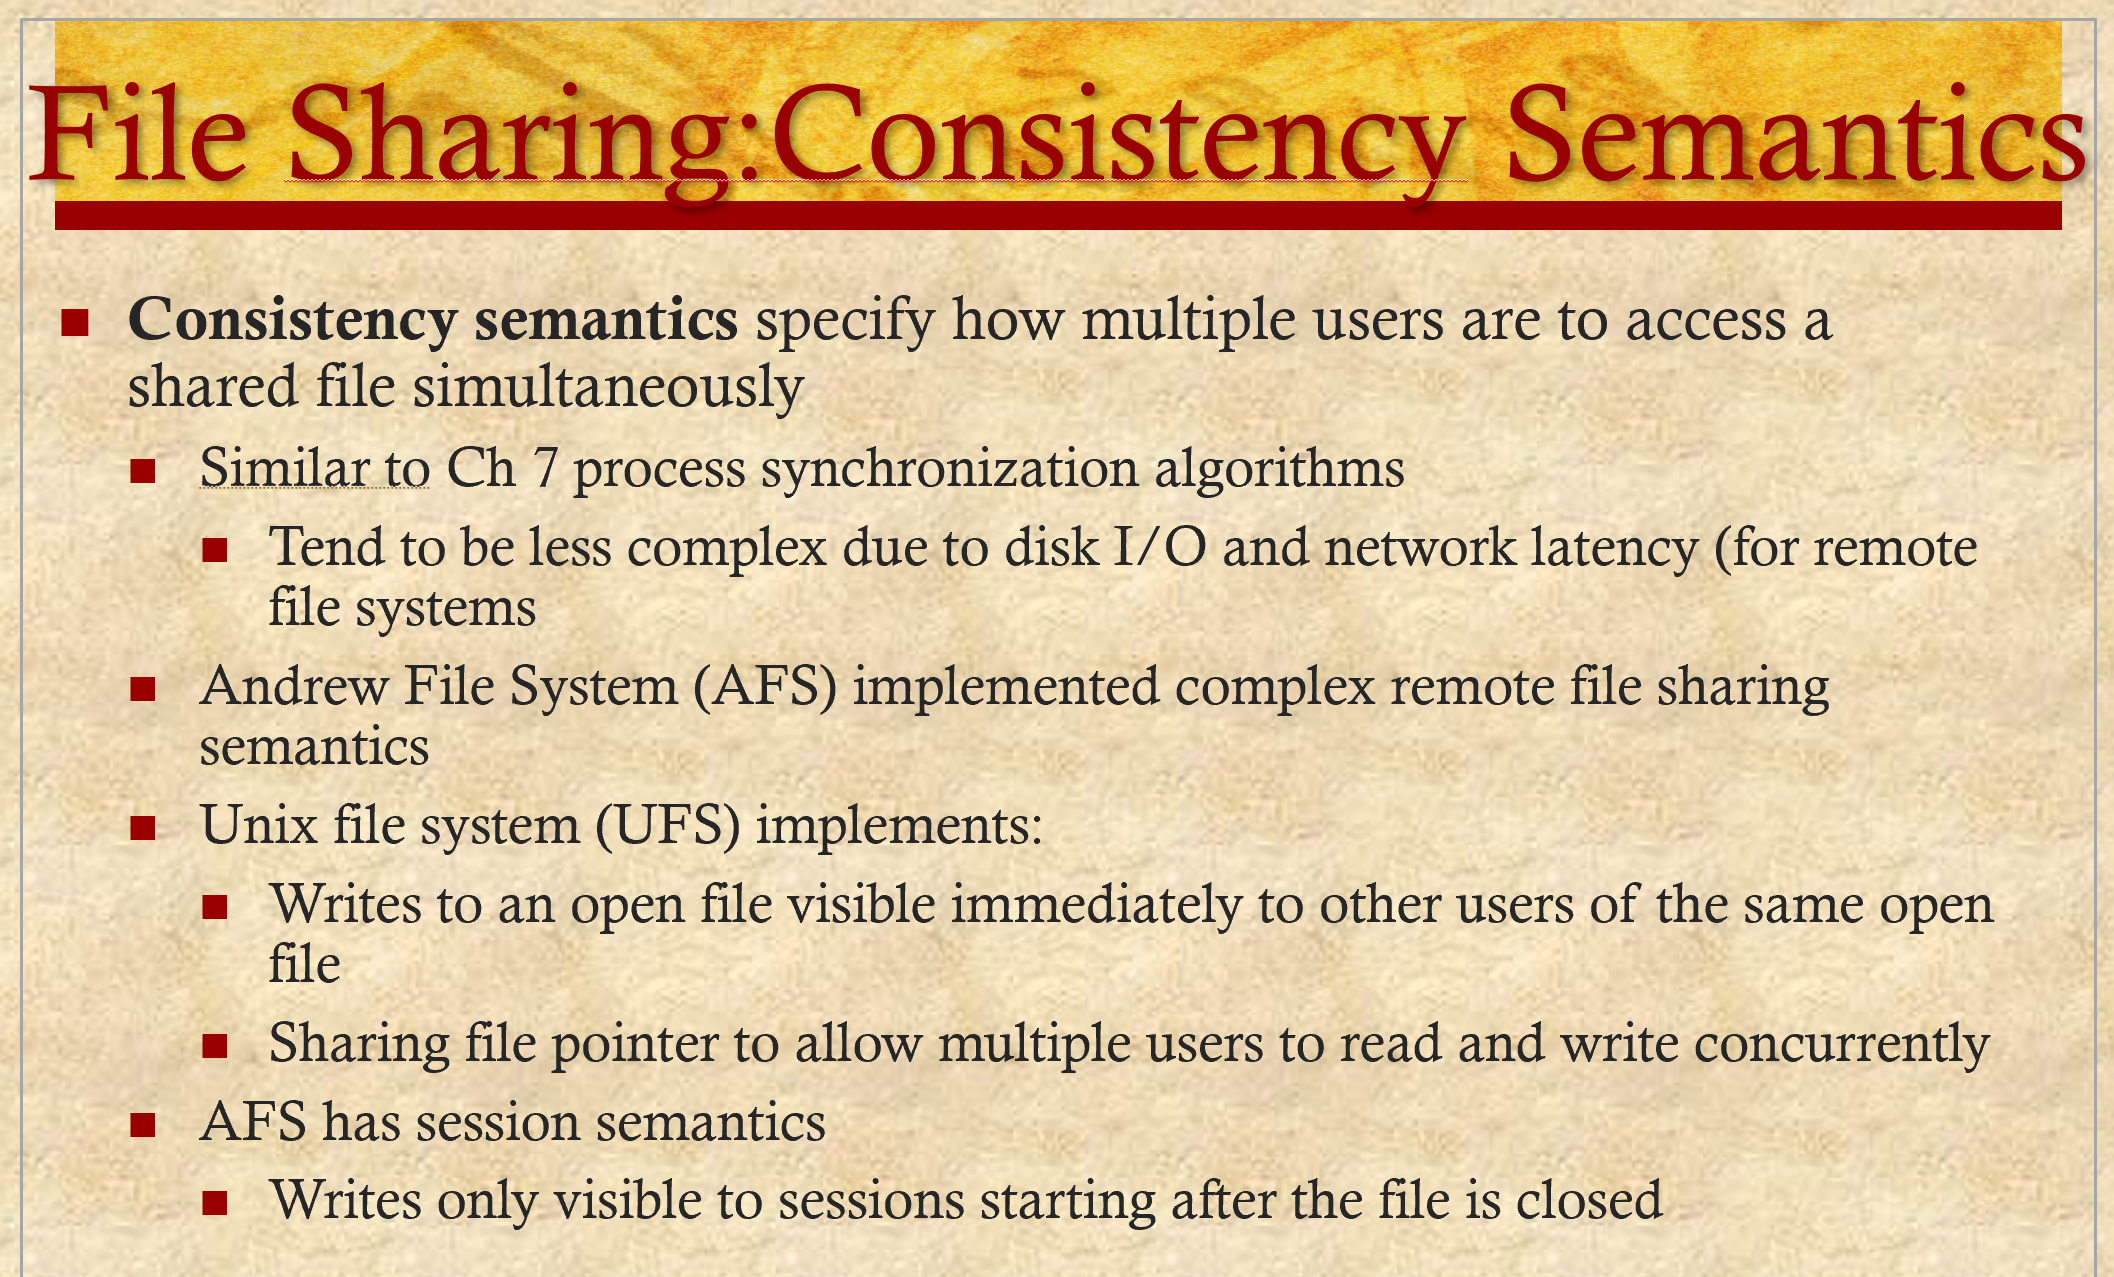 File Sharing:Consistency Semantics
Consistency semantics specify how multiple users are to access a
shared file simultaneously
Similar to Ch 7 process synchronization algorithms
Tend to be less complex due to disk I/O and network latency (for remote
file systems
Andrew File System (AFS) implemented complex remote file sharing
semantics
Unix file system (UFS) implements:
Writes to an open file visible immediately to other users of the same open
file
Sharing file pointer to allow multiple users to read and write concurrently
AFS has session semantics
Writes only visible to sessions starting after the file is closed